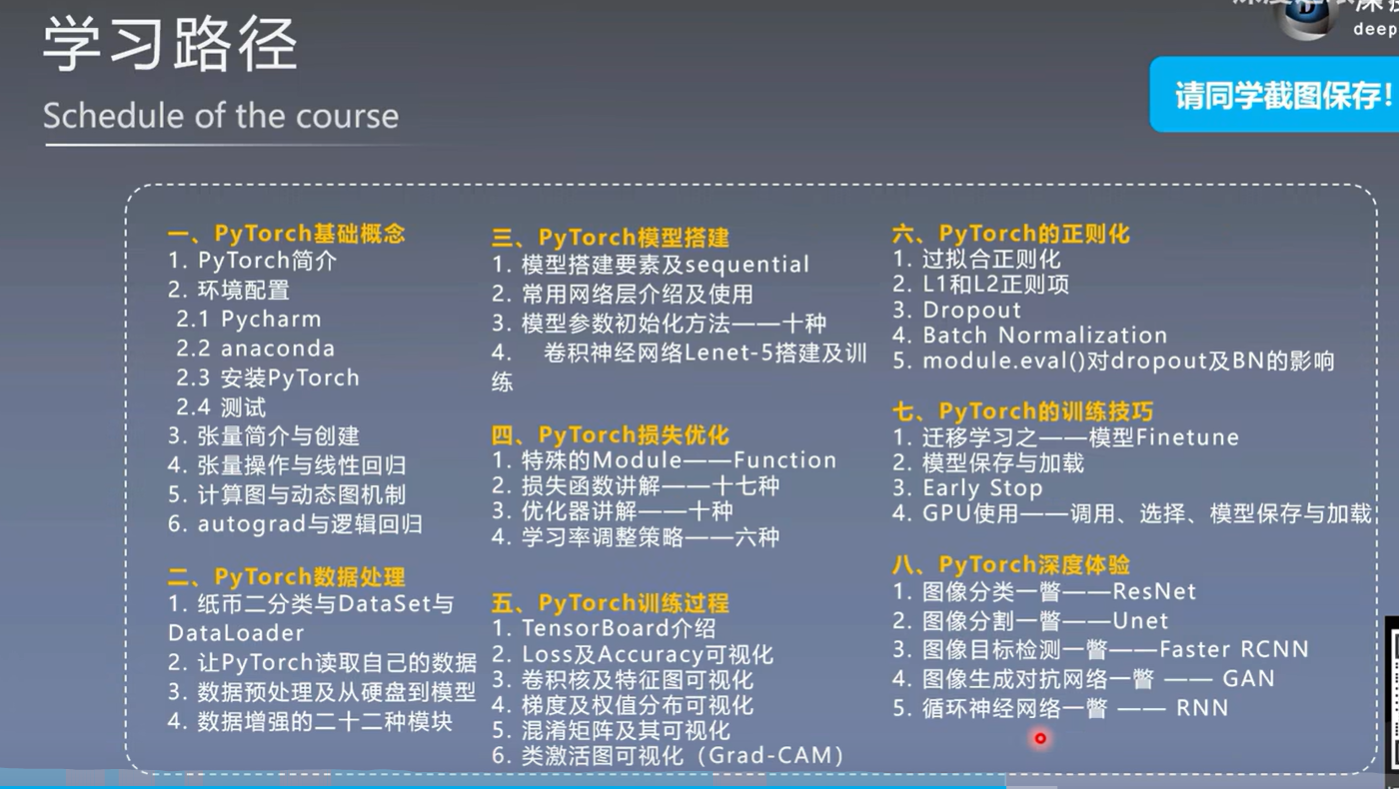 学习路径
Schedule of the course
deep
请同学截图保存!
一、PyTorch基础概念
1. PyTorch简介
2. 环境配置
2.1 Pycharm
2.2 anaconda
2.3 安装PyTorch
2.4 测试
3. 张量简介与创建
4. 张量操作与线性回归
5. 计算图与动态图机制
6. autograd与逻辑回归
二、PyTorch数据处理
1. 纸币二分类与DataSet与
DataLoader
2. 让PyTorch读取自己的数据
3. 数据预处理及从硬盘到模型
4. 数据增强的二十二种模块
三、PyTorch模型搭建
1. 模型搭建要素及sequential
2. 常用网络层介绍及使用
3. 模型参数初始化方法——十种
4. 卷积神经网络Lenet-5搭建及训
练
四、PyTorch损失优化
1. 特殊的Module——Function
2. 损失函数讲解——十七种
3. 优化器讲解——十种
4. 学习率调整策略——六种
五、PyTorch训练过程
1. TensorBoard介绍
2. Loss及Accuracy可视化
3. 卷积核及特征图可视化
4. 梯度及权值分布可视化
5. 混淆矩阵及其可视化
6. 类激活图可视化（Grad-CAM）
六、PyTorch的正则化
1. 过拟合正则化
2. L1和L2正则项
3. Dropout
4. Batch Normalization
5. module.eval()对dropout及BN的影响
七、PyTorch的训练技巧
1. 迁移学习之——模型Finetune
2. 模型保存与加载
3. Early Stop
4. GPU使用——调用、选择、模型保存与加载
八、PyTorch深度体验
1. 图像分类一瞥——ResNet
2. 图像分割一瞥——Unet
3. 图像目标检测一瞥——Faster RCNN
4. 图像生成对抗网络一瞥 —— GAN
5. 循环神经网络一瞥 —— RNN